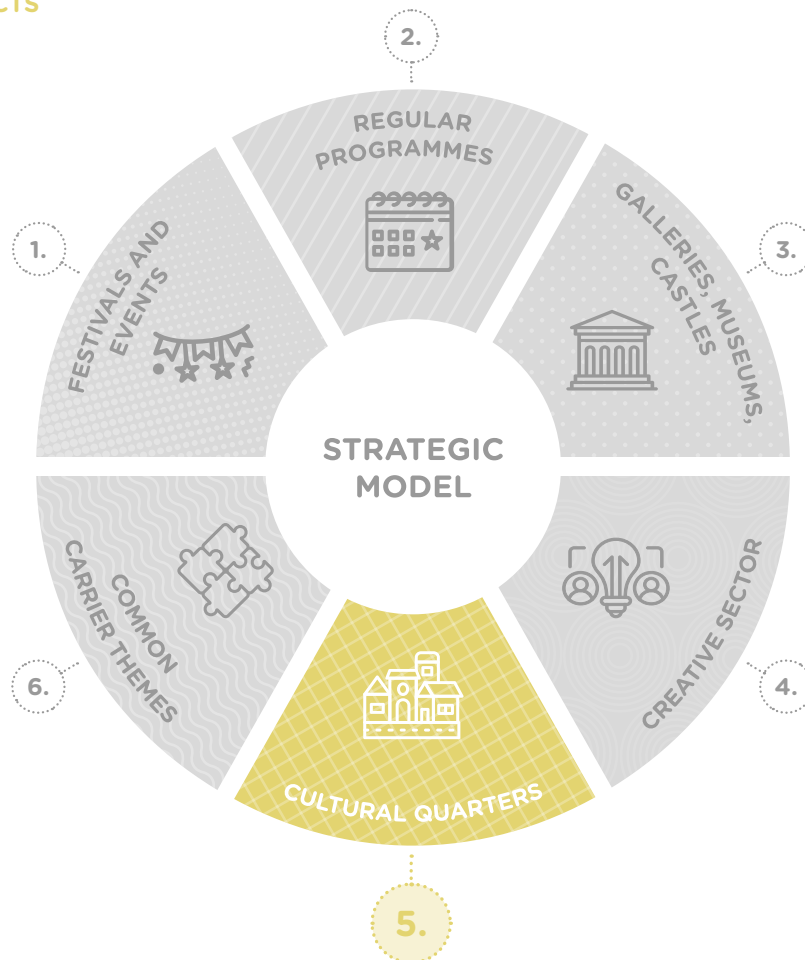 2.
REGULAR
PROGRAMMES
1.
FESTIVALS AND
EVENTS
3.
GALLERIES, MUSEUMS,
CASTLES
STRATEGIC
MODEL
6.
COMMON
CARRIER THEMES
4.
CREATIVE SECTOR
CULTURAL QUARTERS
5.